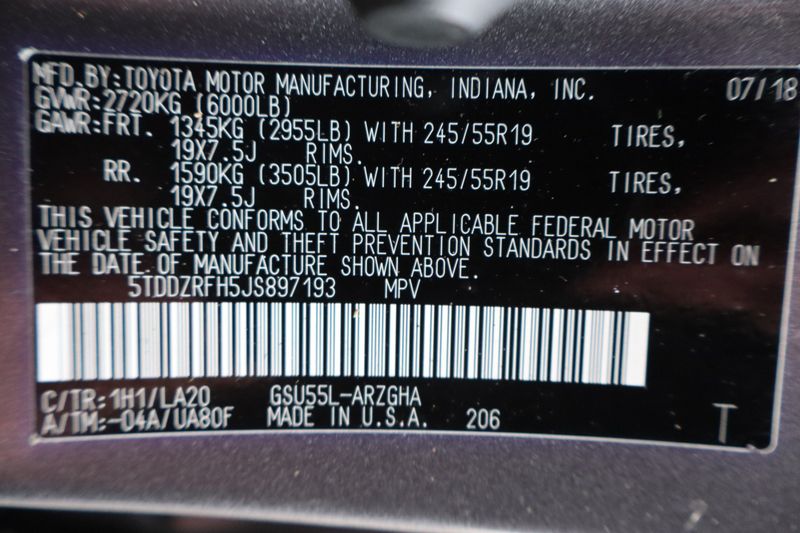 MFD.BY:TOYOTA MOTOR MANUFACTURING, INDIANA, INC. 07/18
GVWR:2720KG (6000LB)
GAWR:FRT. 1345KG (2955LB) WITH 245/55R19 TIRES,
19X7.5J RIMS.
RR. 1590KG (3505LB) WITH 245/55R19 TIRES,
19X7.5J RIMS.
THIS VEHICLE CONFORMS TO ALL APPLICABLE FEDERAL MOTOR
VEHICLE SAFETY AND THEFT PREVENTION STANDARDS IN EFFECT ON
THE DATE OF MANUFACTURE SHOWN ABOVE.
5TDDZRFH5JS897193 MPV
C/TR:1H1/LA20 GSU55L-ARZGHA
A/TM:-04A/UA80F MADE IN U.S.A. 206 T